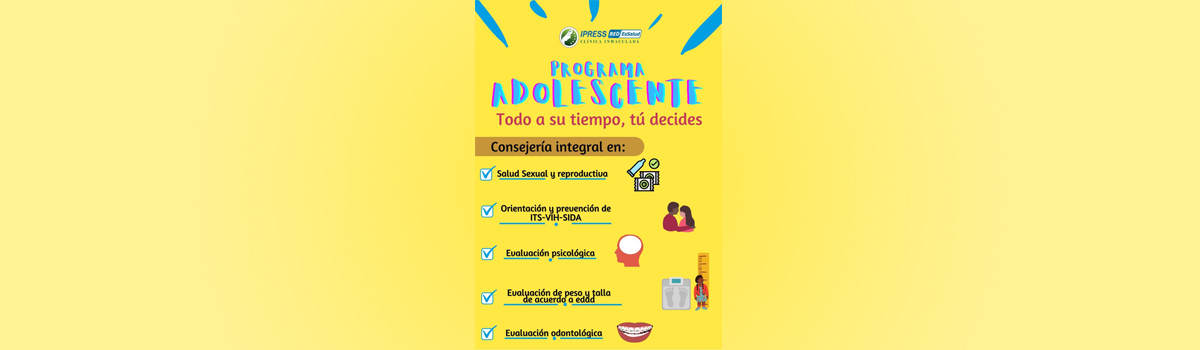 IPRESS RED EsSalud
CLÍNICA INMACULADA
PROGRAMA
ADOLESCENTE
Todo a su tiempo, tú decides
Consejería integral en:
Salud Sexual y reproductiva
Orientación y prevención de
ITS-VIH-SIDA
Evaluación psicológica
Evaluación de peso y talla
de acuerdo a edad
Evaluación odontológica